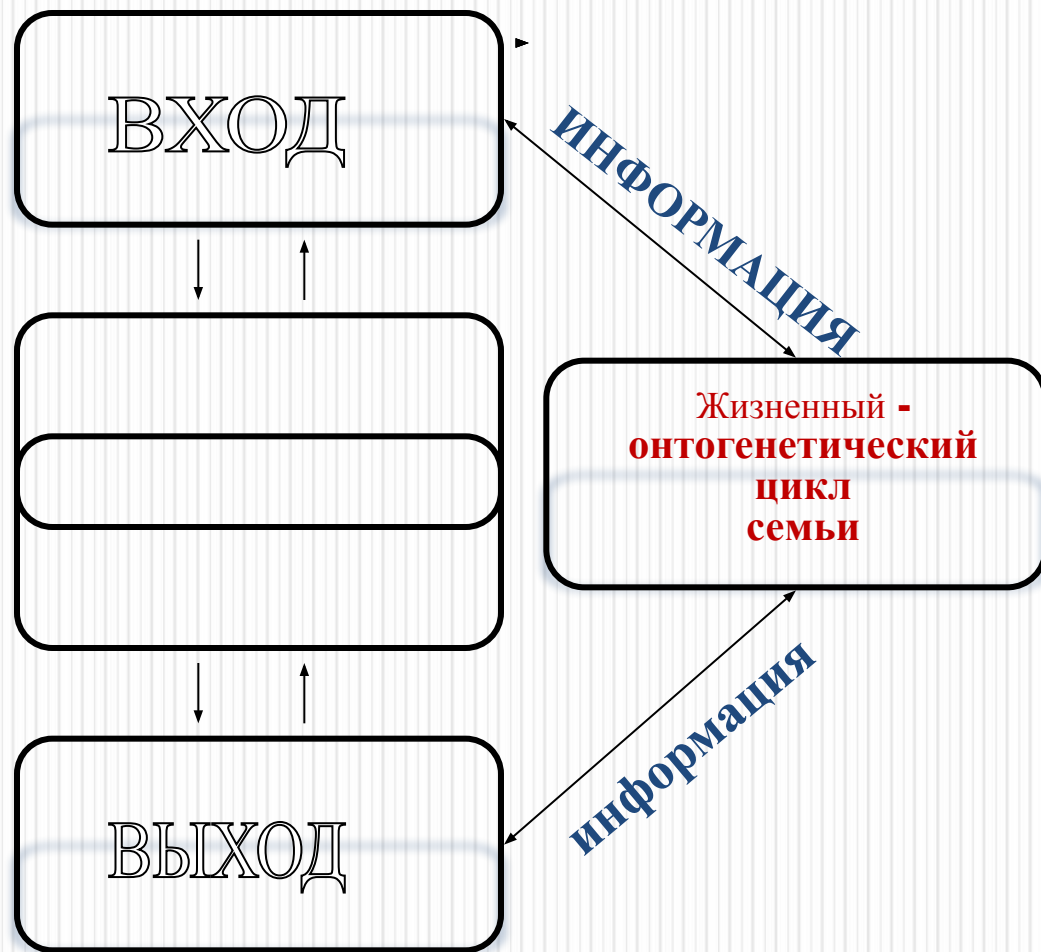 ВХОД
ИНФОРМАЦИЯ
Жизненный -
онтогенетический
цикл
семьи
информация
ВЫХОД